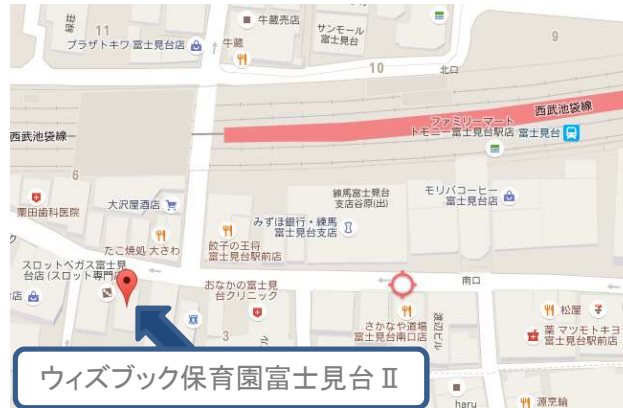 牛蔵売店
サンモール
富士見台
11
プラザトキワ 富士見台店
牛蔵
9
10
北口
西武池袋線
西武池袋線
ファミリーマート
トモニー富士見台駅店
富士見台
6
栗田歯科医院
大沢屋酒店
練馬富士見台
支店谷原(出)
モリバコーヒー
富士見台店
みずほ銀行・練馬
富士見台支店
たこ焼処 大さわ
餃子の王将
富士見台駅前店
スロットベガス富士見
台店 (スロット専門
南口
店
おなかの富士見
台クリニック
3
さかなや道場
富士見台南口店
渡辺ビル
松屋
薬 マツモトキヨ
富士見台駅前店
ウィズブック保育園富士見台Ⅱ
haru
源烹輪